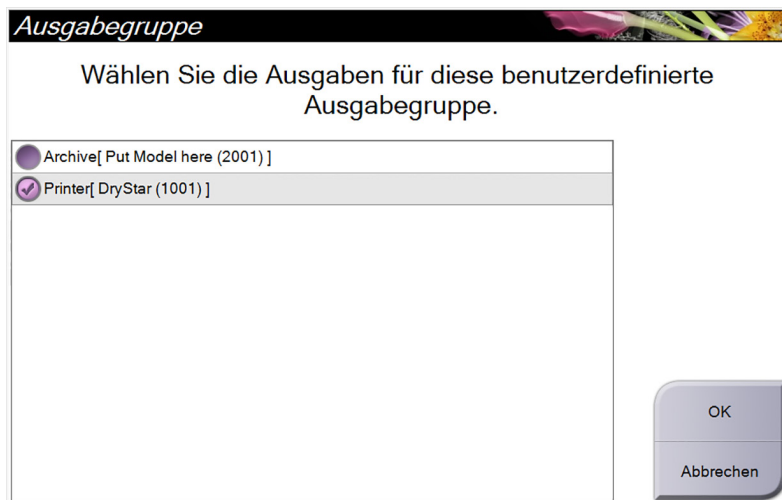 Ausgabegruppe
Wählen Sie die Ausgaben für diese benutzerdefinierte
Ausgabegruppe.
Archive[ Put Model here (2001) ]
Printer[ DryStar (1001) ]
OK
Abbrechen